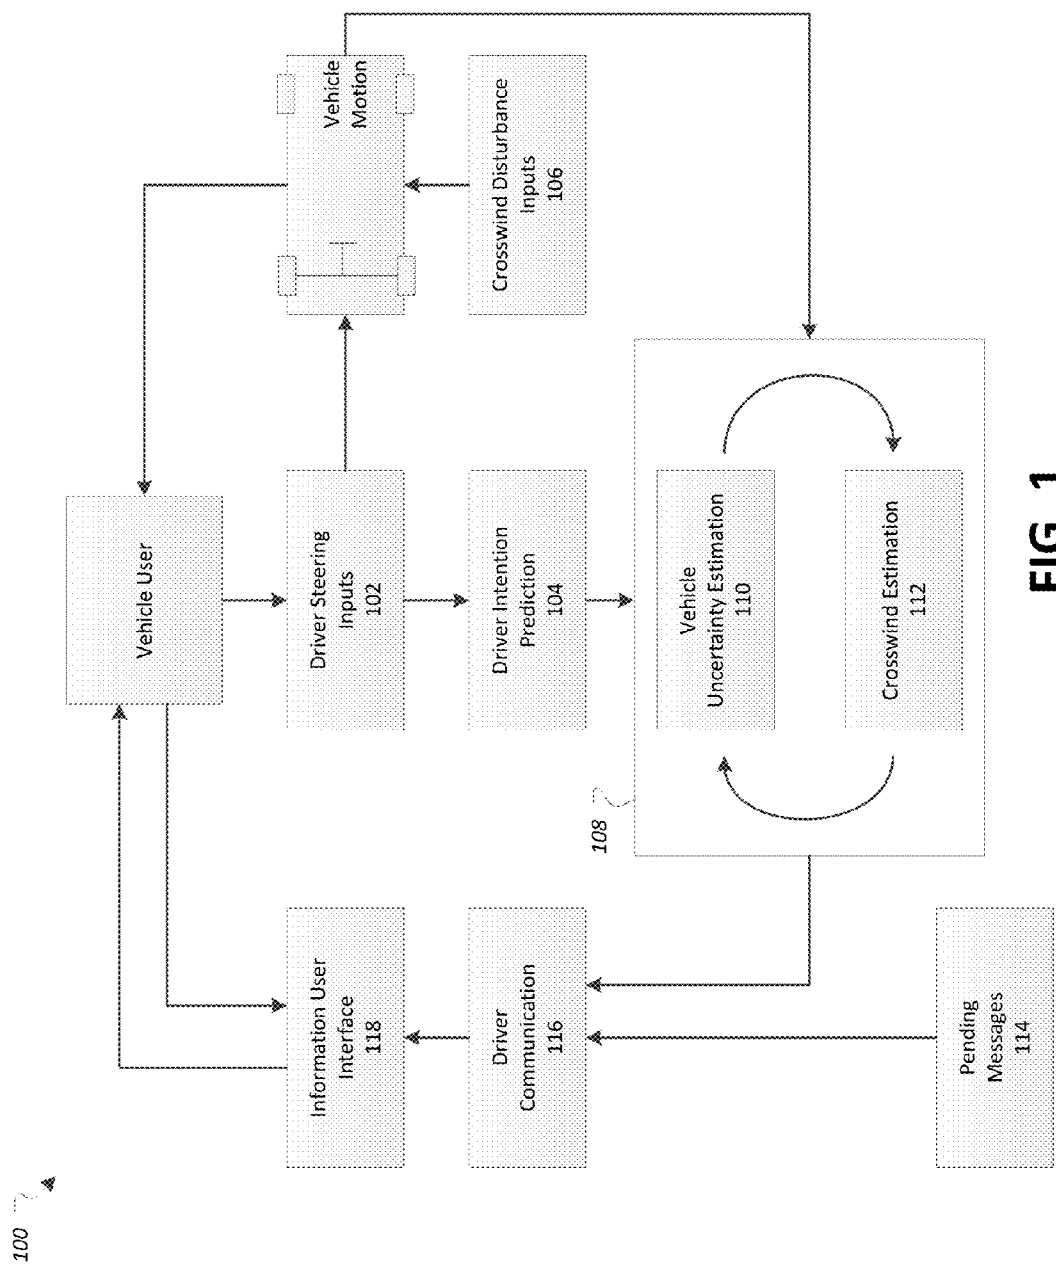 100
Information User
Interface
118
Driver
Communication
116
Pending
Messages
114
Vehicle User
Driver Steering
Inputs
102
Driver Intention
Prediction
104
108
Vehicle
Uncertainty Estimation
110
Crosswind Estimation
112
Vehicle
Motion
Crosswind Disturbance
Inputs
106
FIG. 1